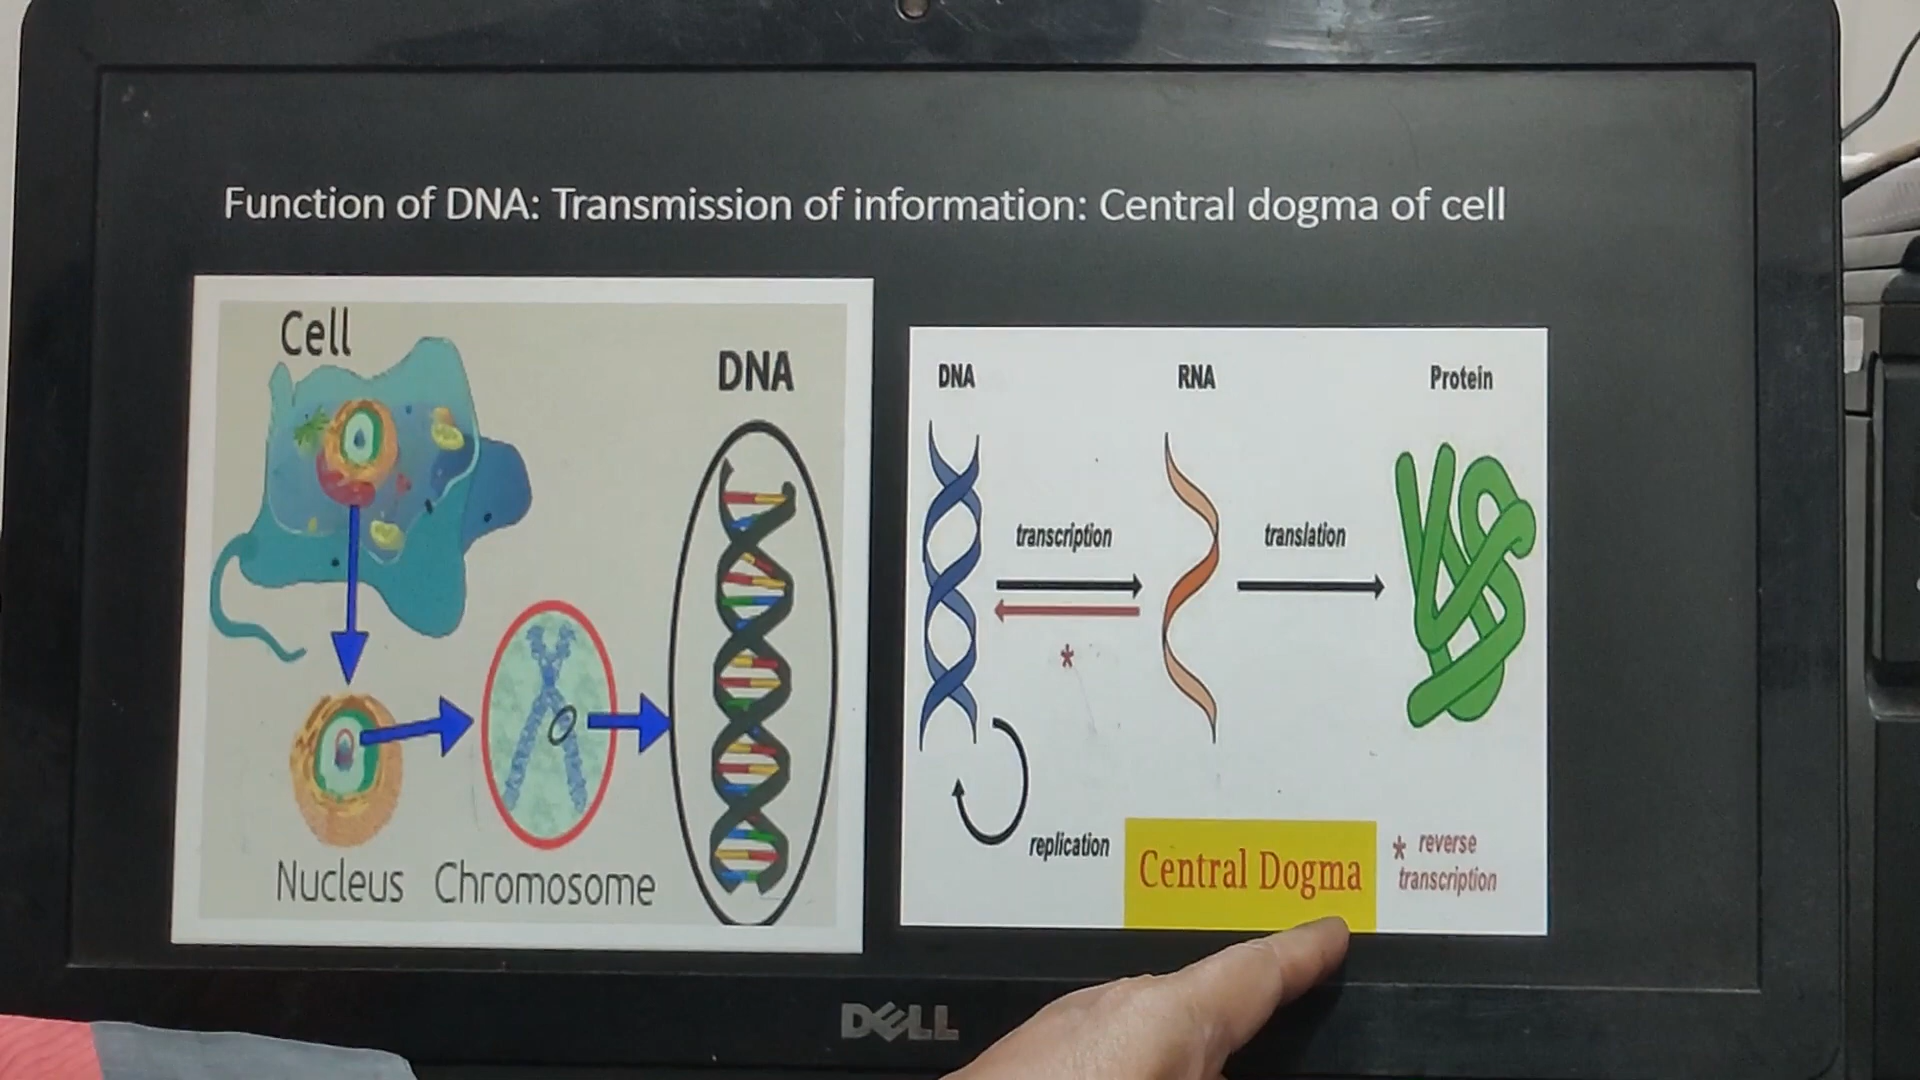 Function of DNA: Transmission of information: Central dogma of cell
Cell
DNA
Nucleus Chromosome
DNA RNA Protein
transcription translation
*
replication
Central Dogma
* reverse
transcription
DELL